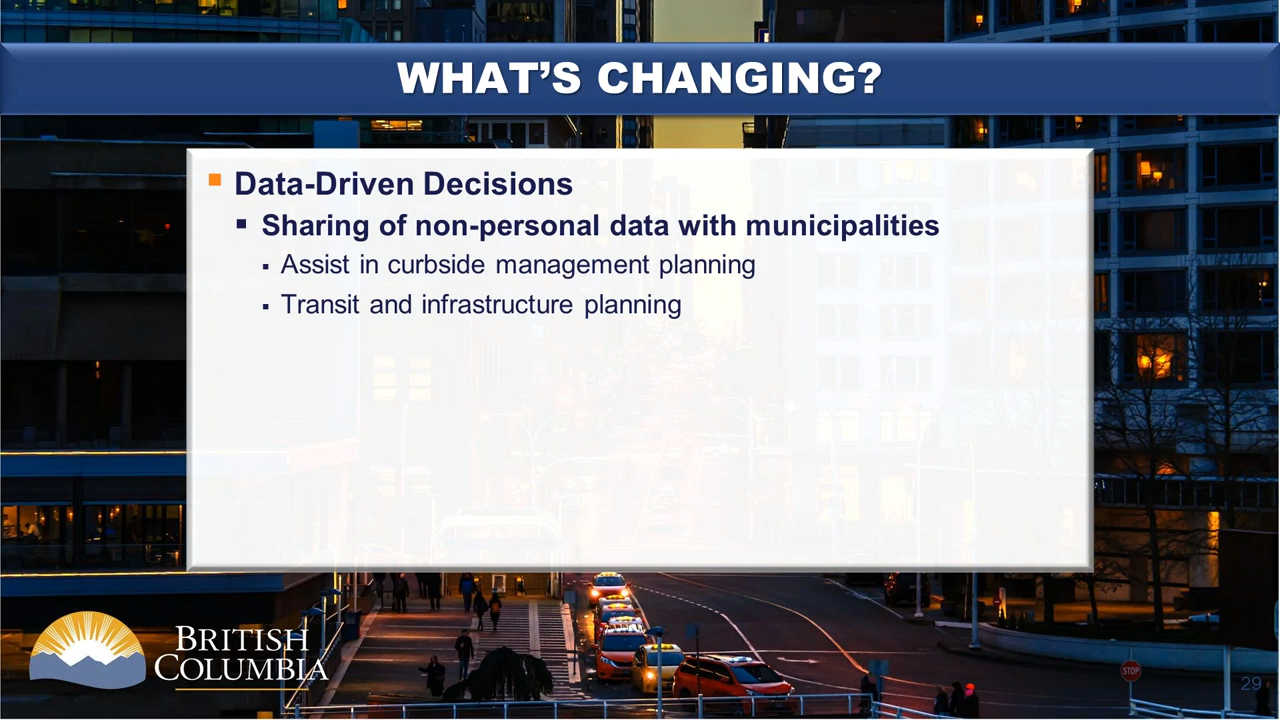 WHAT’S CHANGING?
Data-Driven Decisions
Sharing of non-personal data with municipalities
Assist in curbside management planning
Transit and infrastructure planning
BRITISH
COLUMBIA
STOP
29